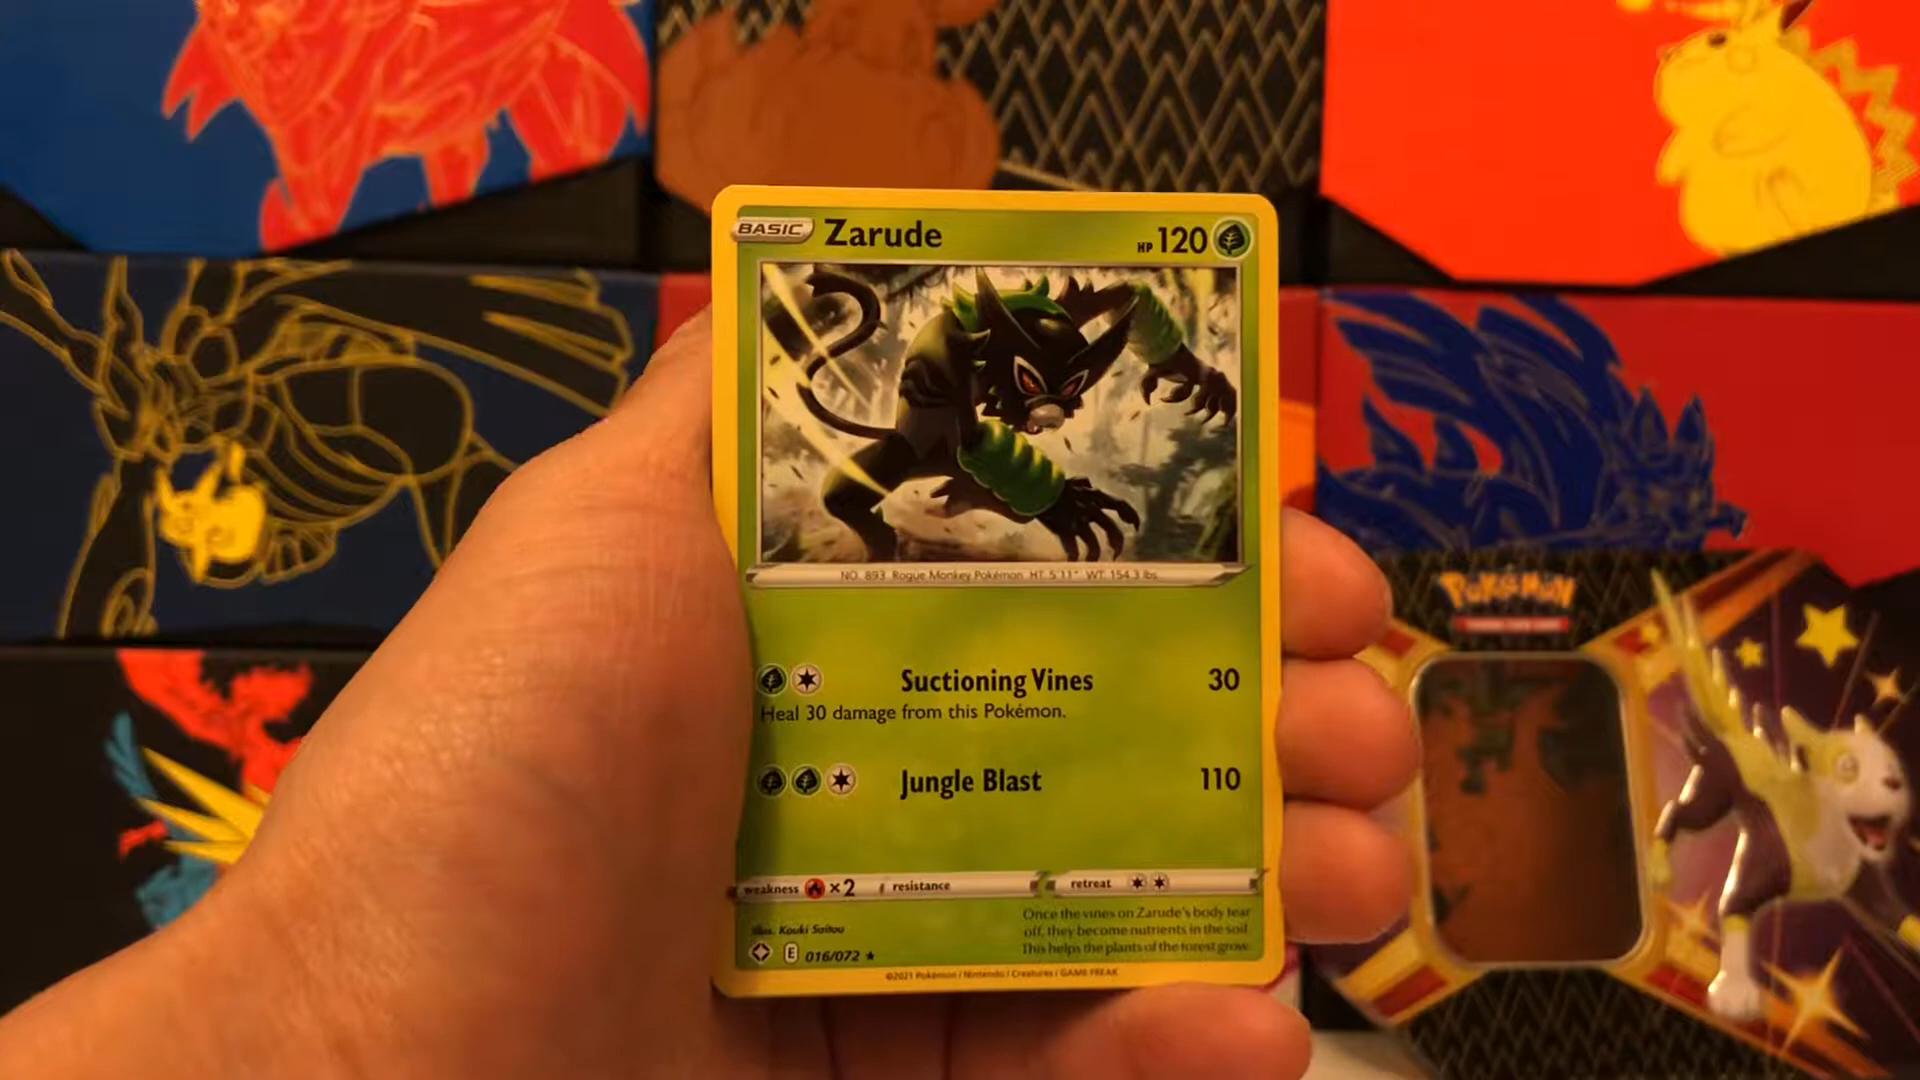 BASIC Zarude HP 120
NO. 893 Rogue Monkey Pokémon HT. 5'11" WT. 154.3 lbs.
Suctioning Vines 30
Heal 30 damage from this Pokémon.
Jungle Blast 110
weakness ×2 resistance retreat
Illus. Kouki Saitou
E 016/072 ★
Once the vines on Zarude's body tear
off, they become nutrients in the soil.
This helps the plants of the forest grow.
©2021 Pokémon / Nintendo / Creatures / GAME FREAK
POKéMON